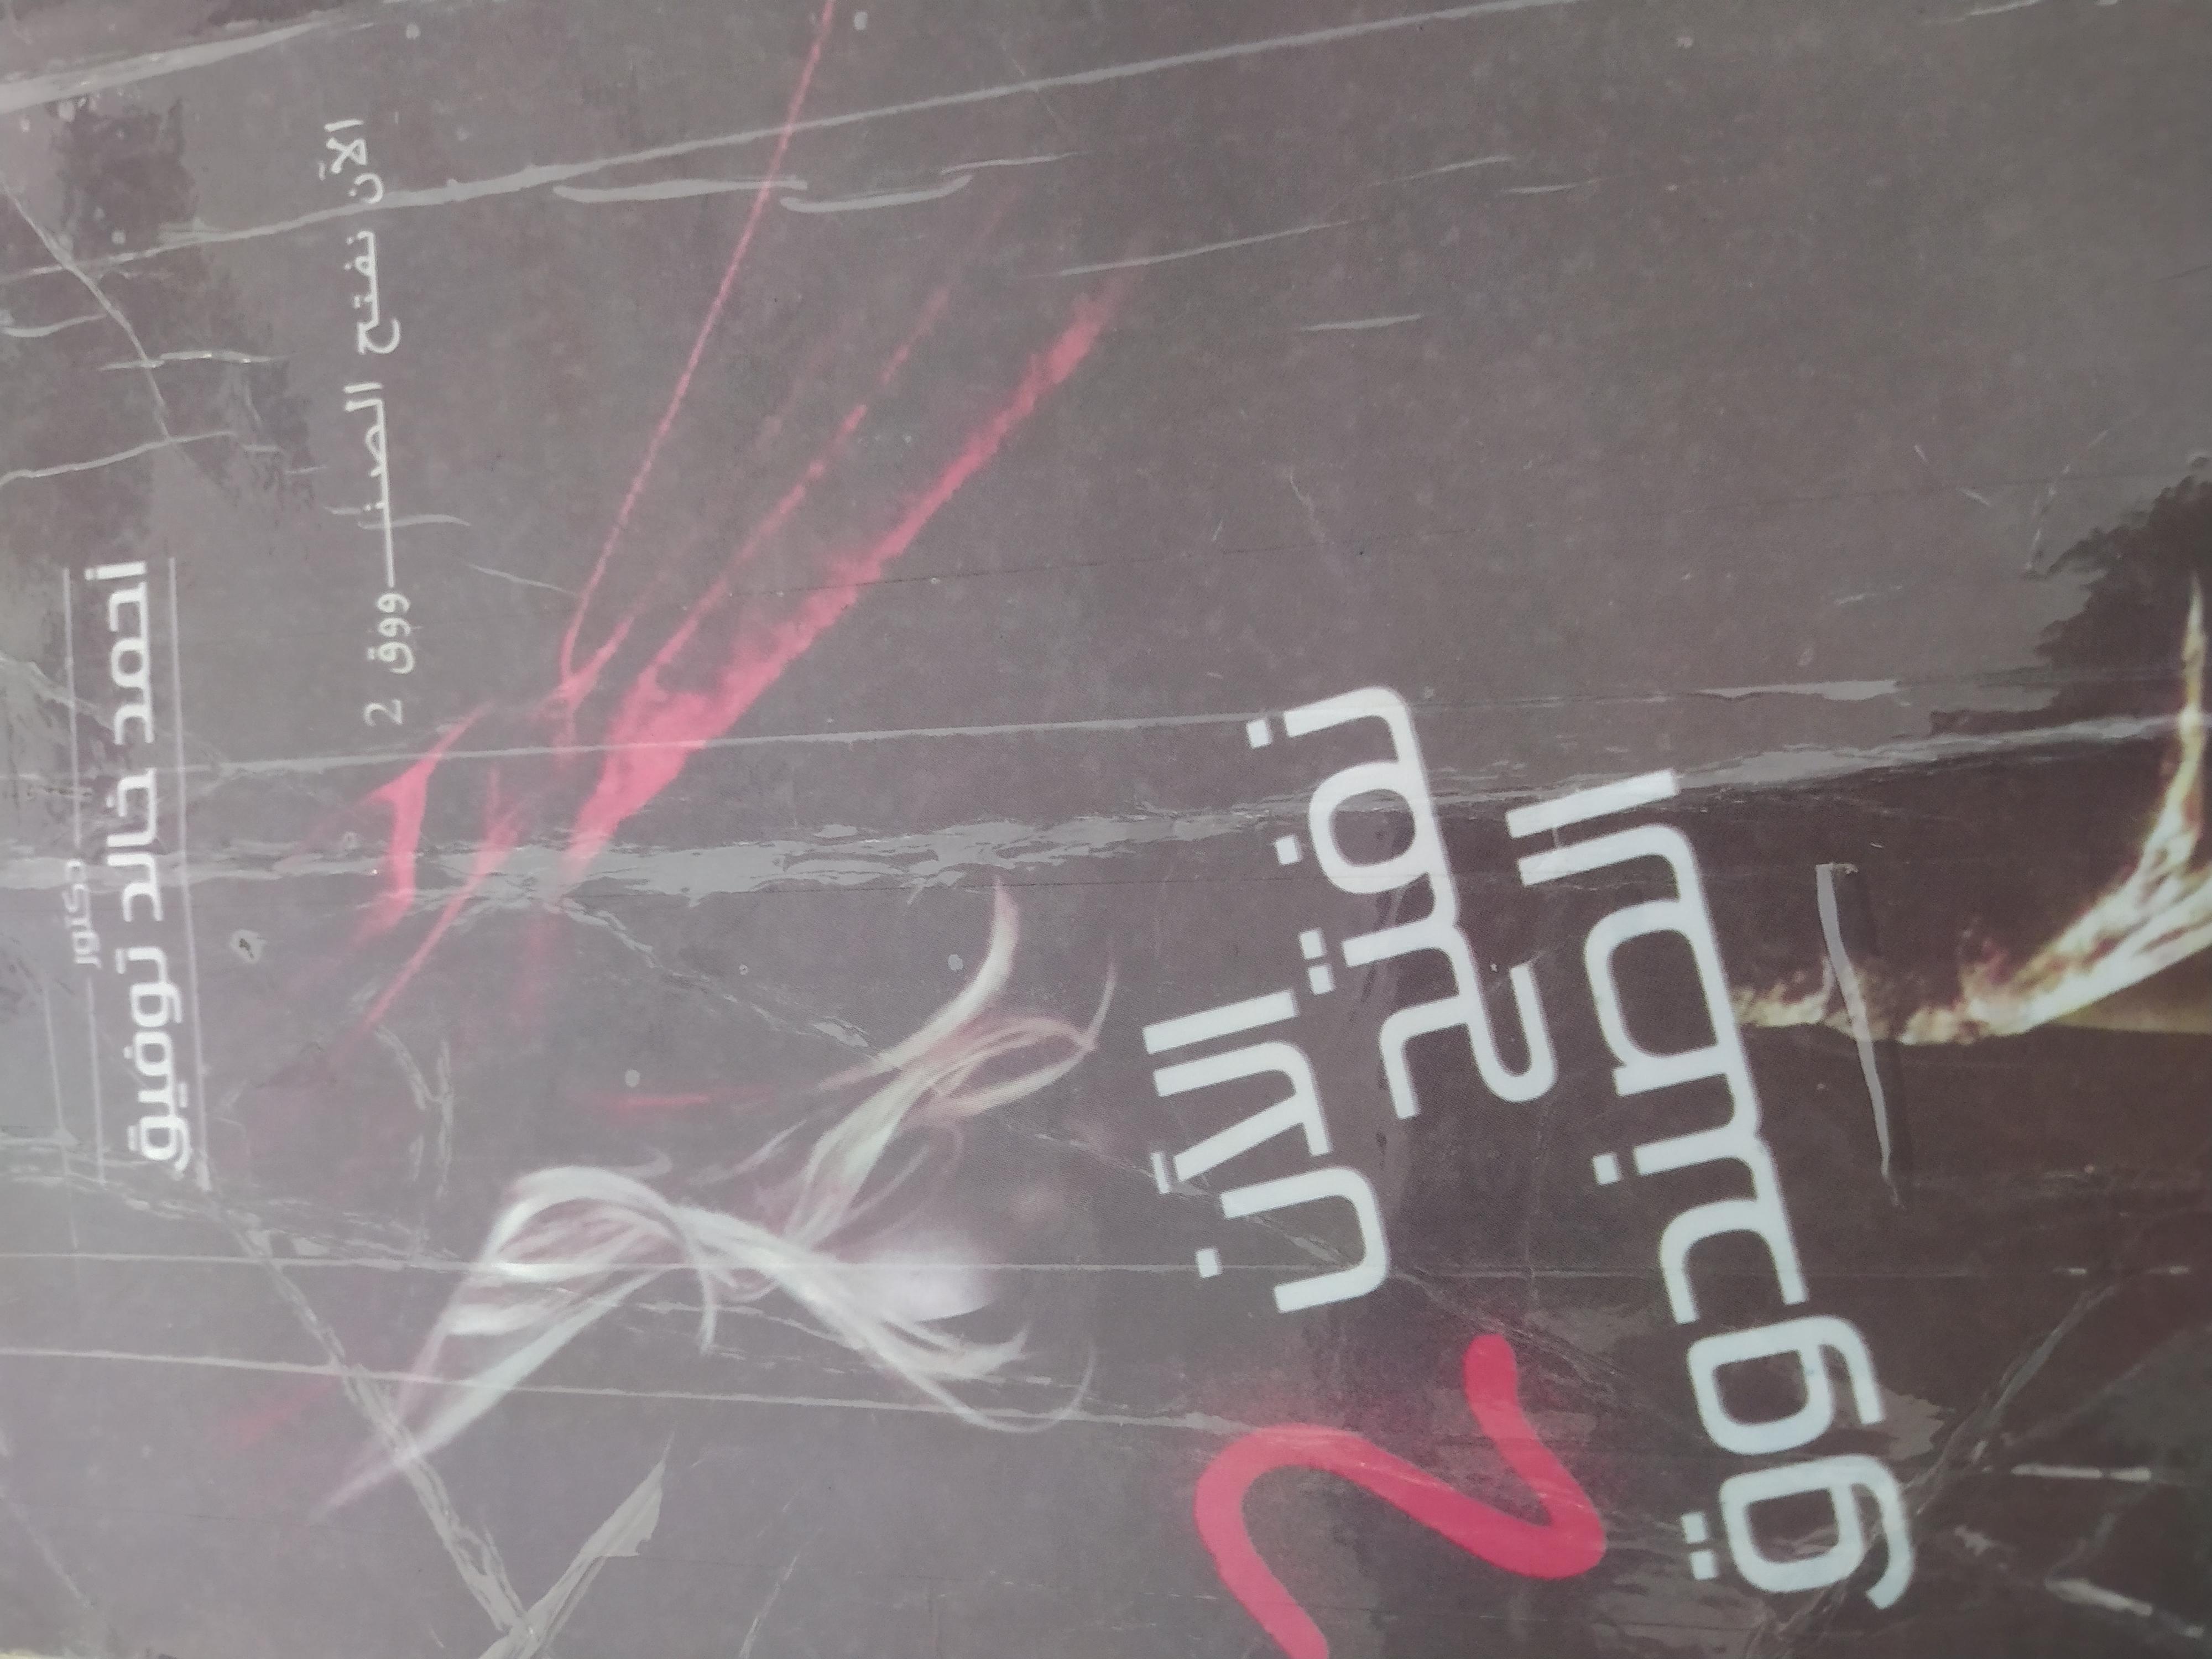 دكتور
أحمد خالد توفيق
الآن نفتح الصنـــووق 2
الآن
نفتح
الصندوق
2